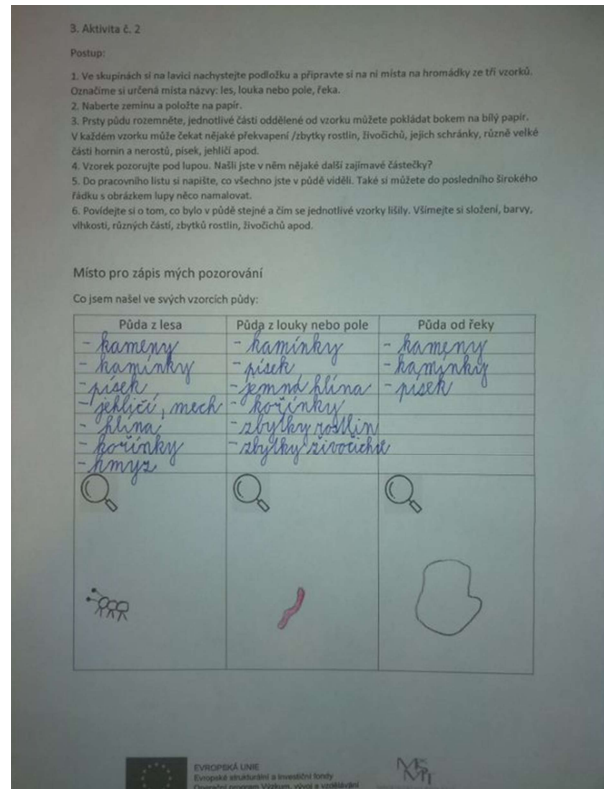 3. Aktivita č. 2
Postup:
1. Ve skupinách si na lavici nachystejte podložku a připravte si na ni místa na hromádky ze tří vzorků.
Označíme si určená místa názvy: les, louka nebo pole, řeka.
2. Naberte zeminu a položte na papír.
3. Prsty půdu rozemněte, jednotlivé části oddělené od vzorku můžete pokládat bokem na bílý papír.
V každém vzorku může čekat nějaké překvapení /zbytky rostlin, živočichů, jejich schránky, různě velké
části hornin a nerostů, písek, jehličí apod.
4. Vzorek pozorujte pod lupou. Našli jste v něm nějaké další zajímavé částečky?
5. Do pracovního listu si napište, co všechno jste v půdě viděli. Také si můžete do posledního širokého
řádku s obrázkem lupy něco namalovat.
6. Povídejte si o tom, co bylo v půdě stejné a čím se jednotlivé vzorky lišily. Všímejte si složení, barvy,
vlhkosti, různých částí, zbytků rostlin, živočichů apod.
Místo pro zápis mých pozorování
Co jsem našel ve svých vzorcích půdy:
Půda z lesa Půda z louky nebo pole Půda od řeky
- kameny - kamínky - kameny
- kamínky - písek - kamínky
- písek - jemná hlína - písek
- jehličí, mech - kořínky
- hlína - zbytky rostlin
- kořínky - zbytky živočichů
- hmyz
EVROPSKÁ UNIE
Evropské strukturální a investiční fondy
Operační program Výzkum, vývoj a vzdělávání